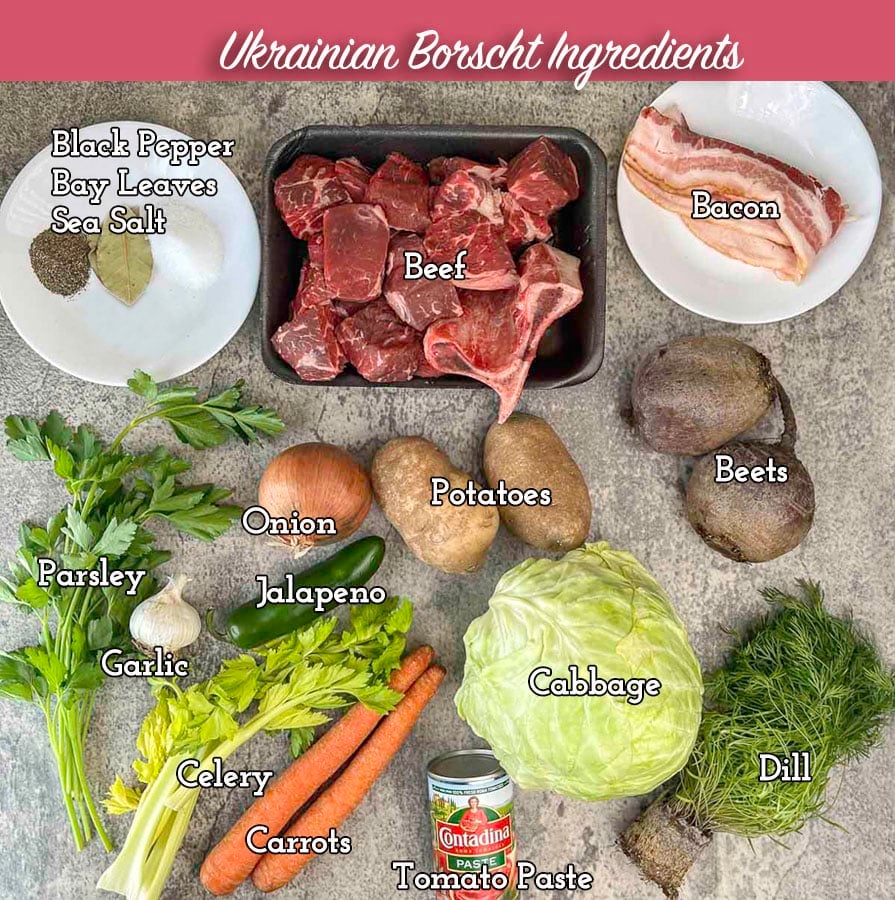 Ukrainian Borscht Ingredients
Black Pepper
Bay Leaves
Sea Salt
Beef
Bacon
Onion
Potatoes
Beets
Parsley
Jalapeno
Garlic
Cabbage
Celery
Dill
Carrots
Contadina
PASTE
Tomato Paste